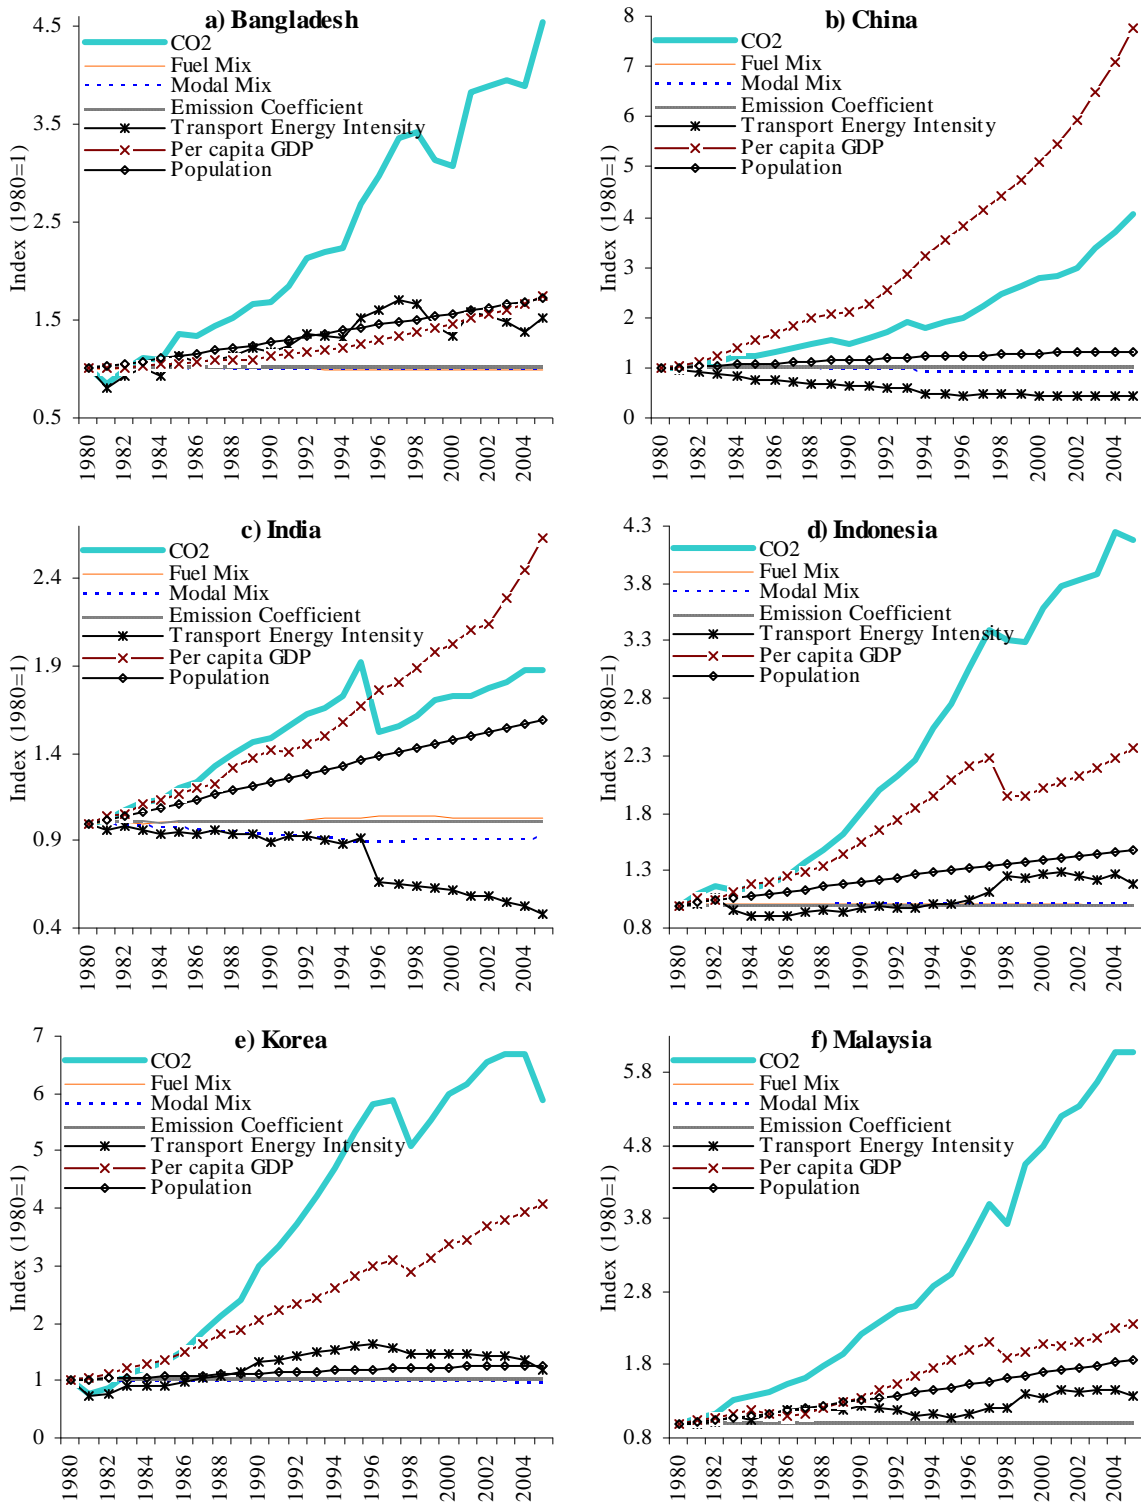 a) Bangladesh
CO2
Fuel Mix
Modal Mix
Emission Coefficient
Transport Energy Intensity
Per capita GDP
Population
Index (1980=1)
4.5
3.5
2.5
1.5
0.5
1980 1982 1984 1986 1988 1990 1992 1994 1996 1998 2000 2002 2004
b) China
CO2
Fuel Mix
Modal Mix
Emission Coefficient
Transport Energy Intensity
Per capita GDP
Population
Index (1980=1)
8
7
6
5
4
3
2
1
0
1980 1982 1984 1986 1988 1990 1992 1994 1996 1998 2000 2002 2004
c) India
CO2
Fuel Mix
Modal Mix
Emission Coefficient
Transport Energy Intensity
Per capita GDP
Population
Index (1980=1)
2.4
1.9
1.4
0.9
0.4
1980 1982 1984 1986 1988 1990 1992 1994 1996 1998 2000 2002 2004
d) Indonesia
CO2
Fuel Mix
Modal Mix
Emission Coefficient
Transport Energy Intensity
Per capita GDP
Population
Index (1980=1)
4.3
3.8
3.3
2.8
2.3
1.8
1.3
0.8
1980 1982 1984 1986 1988 1990 1992 1994 1996 1998 2000 2002 2004
e) Korea
CO2
Fuel Mix
Modal Mix
Emission Coefficient
Transport Energy Intensity
Per capita GDP
Population
Index (1980=1)
7
6
5
4
3
2
1
0
1980 1982 1984 1986 1988 1990 1992 1994 1996 1998 2000 2002 2004
f) Malaysia
CO2
Fuel Mix
Modal Mix
Emission Coefficient
Transport Energy Intensity
Per capita GDP
Population
Index (1980=1)
5.8
4.8
3.8
2.8
1.8
0.8
1980 1982 1984 1986 1988 1990 1992 1994 1996 1998 2000 2002 2004